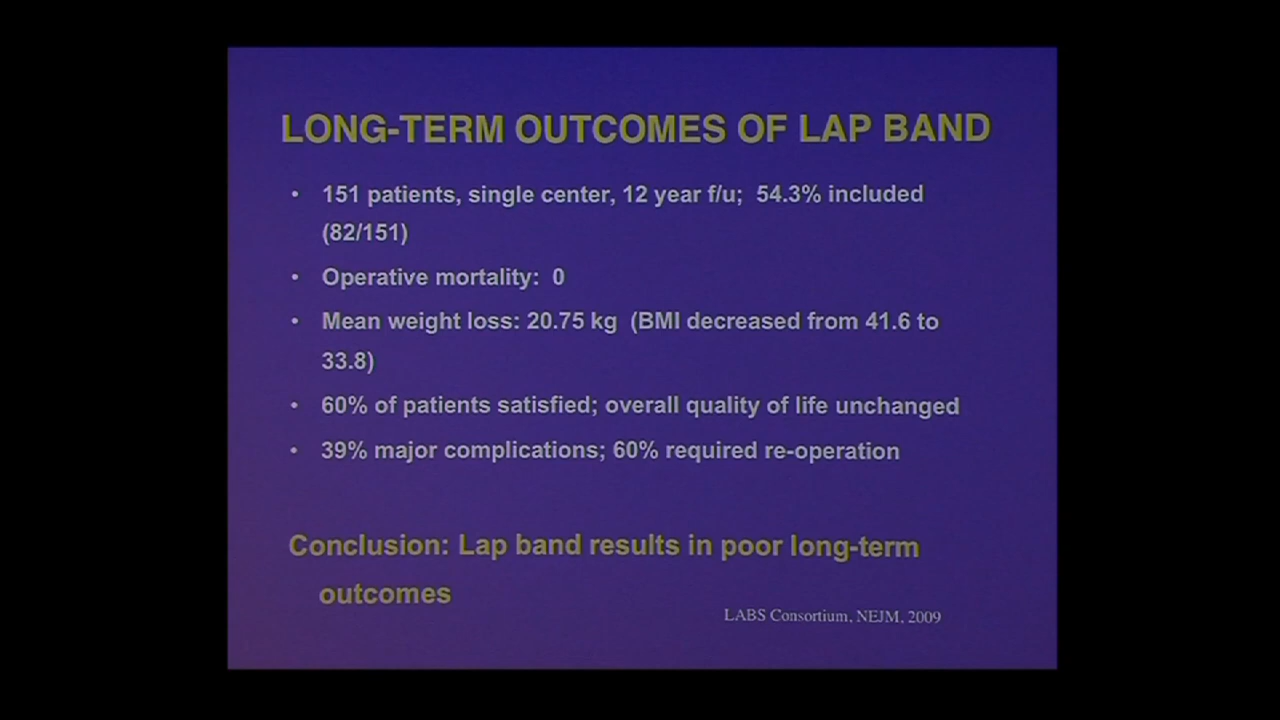 LONG-TERM OUTCOMES OF LAP BAND
• 151 patients, single center, 12 year f/u; 54.3% included
(82/151)
• Operative mortality: 0
• Mean weight loss: 20.75 kg (BMI decreased from 41.6 to
33.8)
• 60% of patients satisfied; overall quality of life unchanged
• 39% major complications; 60% required re-operation
Conclusion: Lap band results in poor long-term
outcomes
LABS Consortium, NEJM, 2009